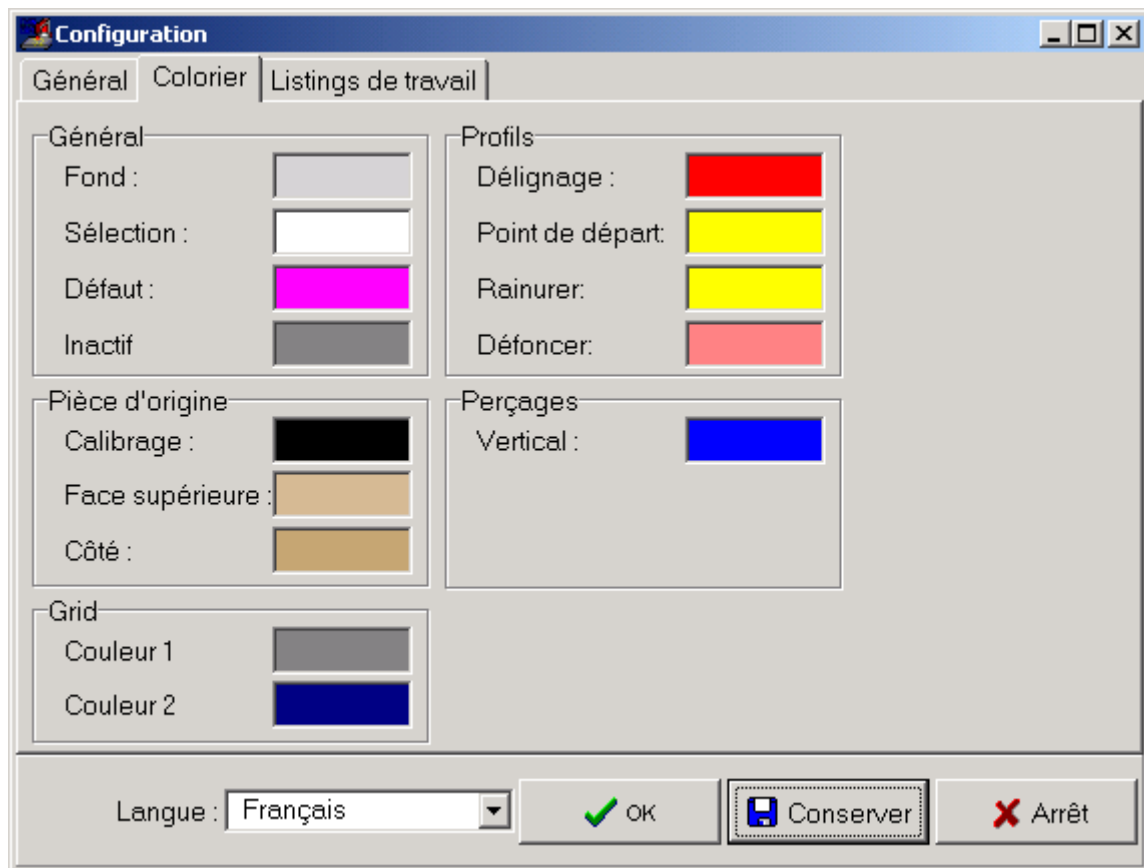 Configuration
Général
Colorier
Listings de travail
Général
Fond :
Sélection :
Défaut :
Inactif
Profils
Délignage :
Point de départ:
Rainurer:
Défoncer:
Pièce d'origine
Calibrage :
Face supérieure :
Côté :
Perçages
Vertical :
Grid
Couleur 1
Couleur 2
Langue :
Français
OK
Conserver
Arrêt